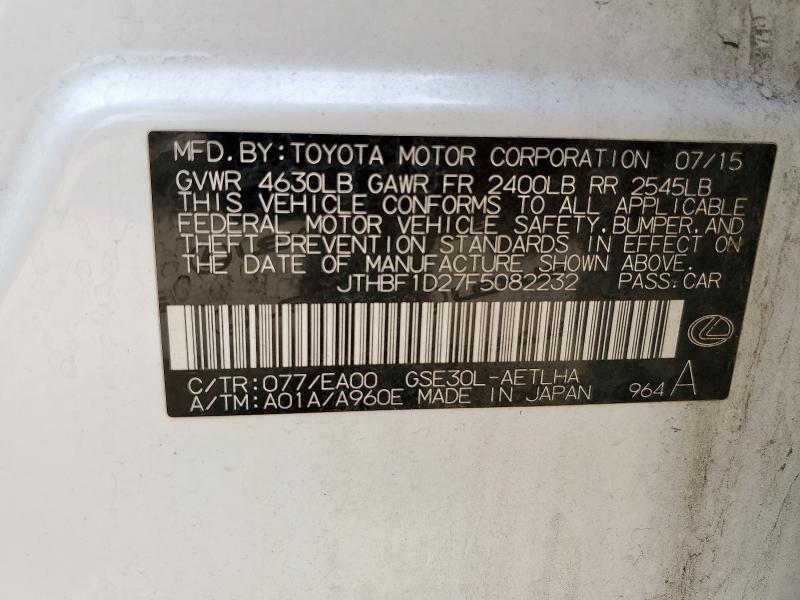 MFD. BY: TOYOTA MOTOR CORPORATION 07/15
GVWR 4630LB GAWR FR 2400LB RR 2545LB
THIS VEHICLE CONFORMS TO ALL APPLICABLE
FEDERAL MOTOR VEHICLE SAFETY, BUMPER, AND
THEFT PREVENTION STANDARDS IN EFFECT ON
THE DATE OF MANUFACTURE SHOWN ABOVE.
JTHBF1D27F5082232 PASS. CAR
C/TR: 077/EA00 GSE30L-AETLHA
A/TM: A01A/A960E MADE IN JAPAN 964 A